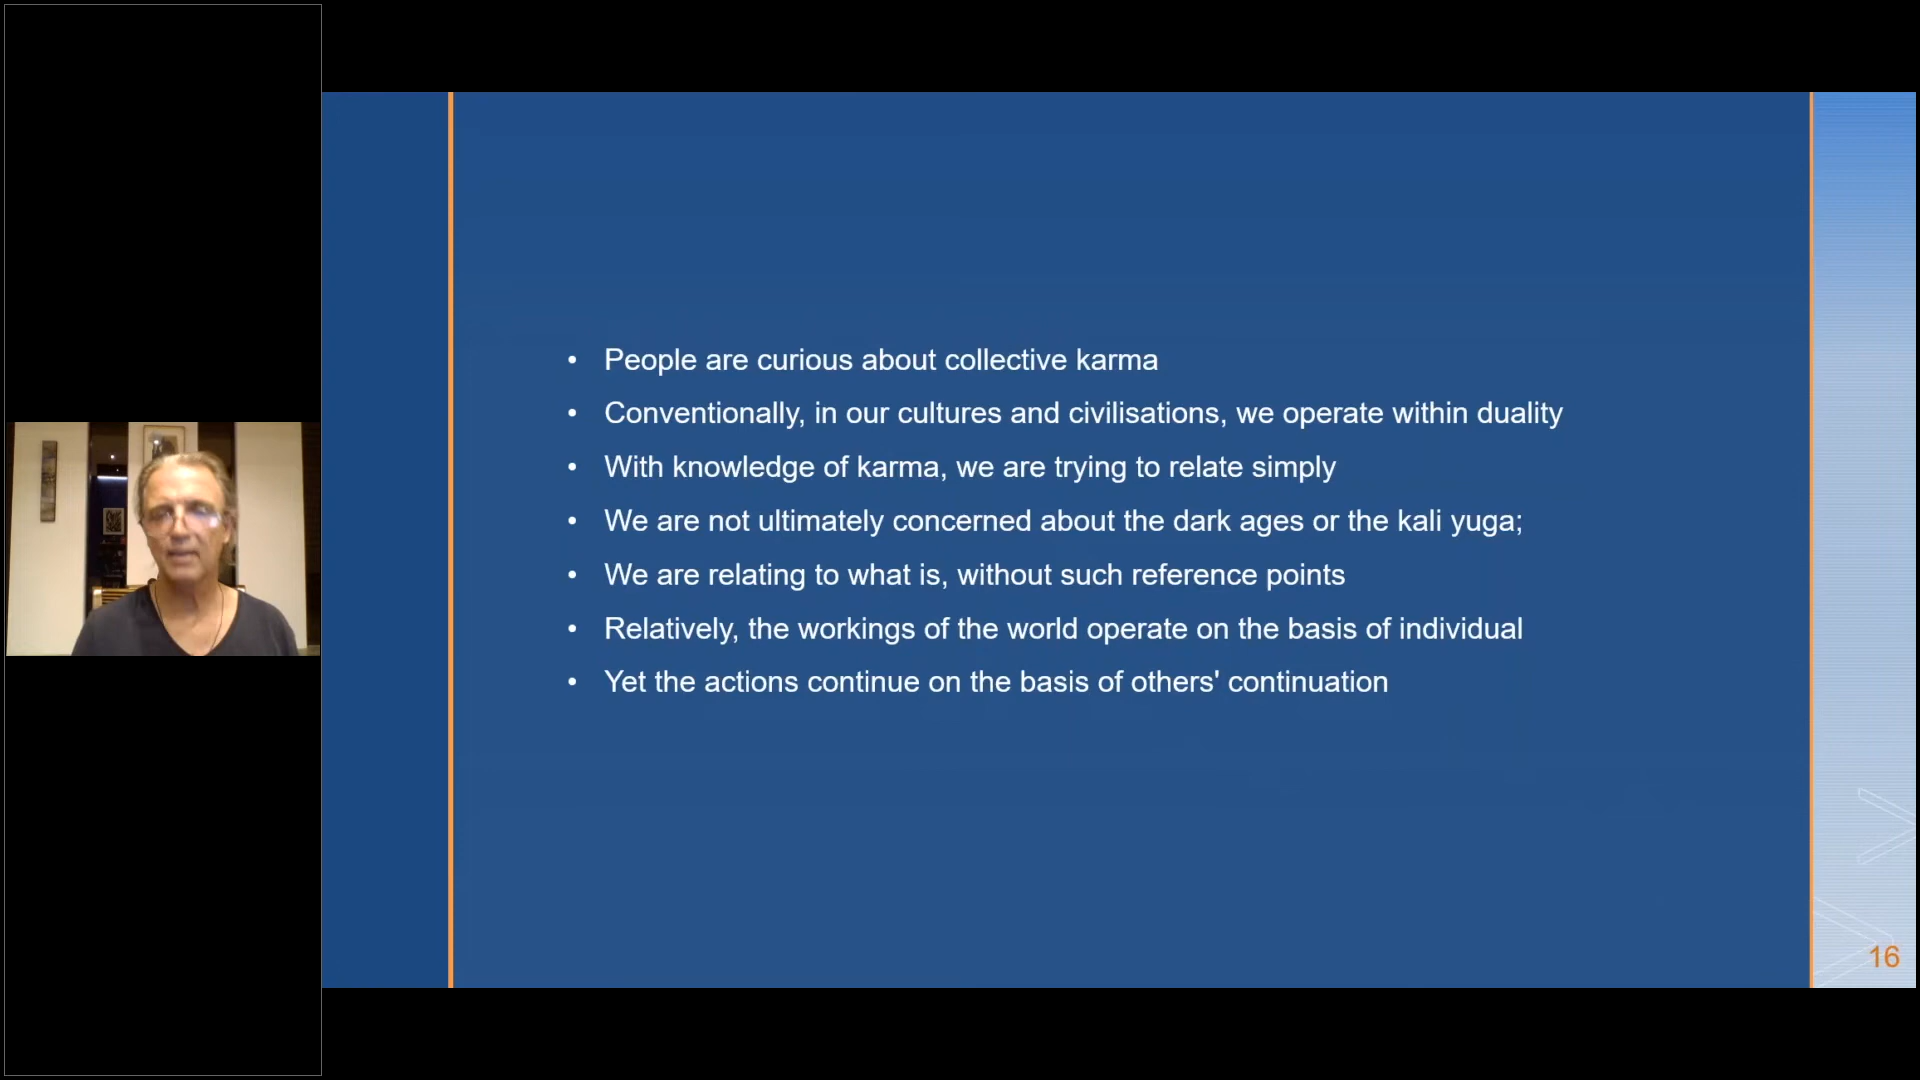 • People are curious about collective karma
• Conventionally, in our cultures and civilisations, we operate within duality
• With knowledge of karma, we are trying to relate simply
• We are not ultimately concerned about the dark ages or the kali yuga;
• We are relating to what is, without such reference points
• Relatively, the workings of the world operate on the basis of individual
• Yet the actions continue on the basis of others' continuation
16